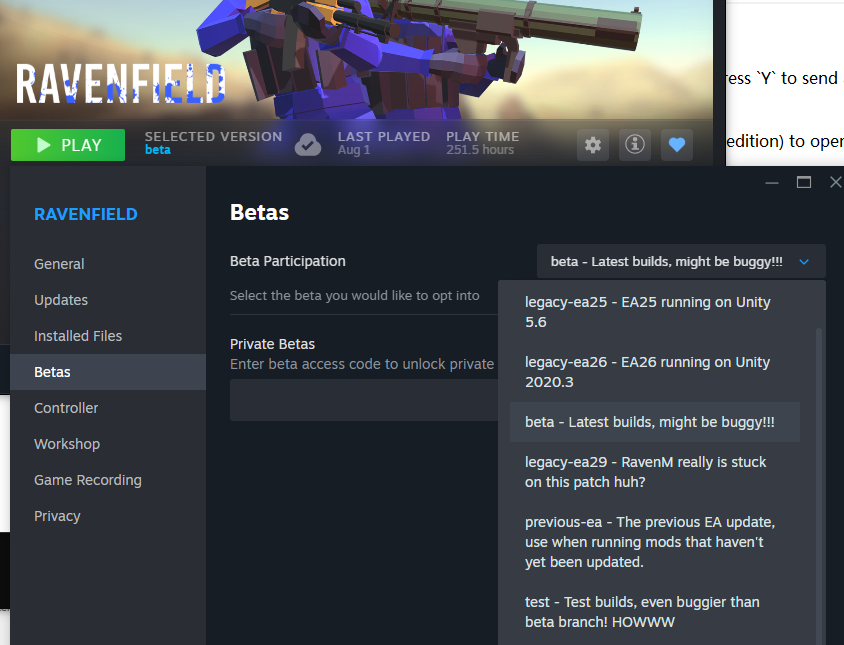 RAVENFIELD
ress `Y` to send
PLAY
SELECTED VERSION
beta
LAST PLAYED
Aug 1
PLAY TIME
251.5 hours
edition) to oper
RAVENFIELD
General
Updates
Installed Files
Betas
Controller
Workshop
Game Recording
Privacy
Betas
Beta Participation
beta - Latest builds, might be buggy!!!
Select the beta you would like to opt into
Private Betas
Enter beta access code to unlock private
legacy-ea25 - EA25 running on Unity
5.6
legacy-ea26 - EA26 running on Unity
2020.3
beta - Latest builds, might be buggy!!!
legacy-ea29 - RavenM really is stuck
on this patch huh?
previous-ea - The previous EA update,
use when running mods that haven't
yet been updated.
test - Test builds, even buggier than
beta branch! HOWWW